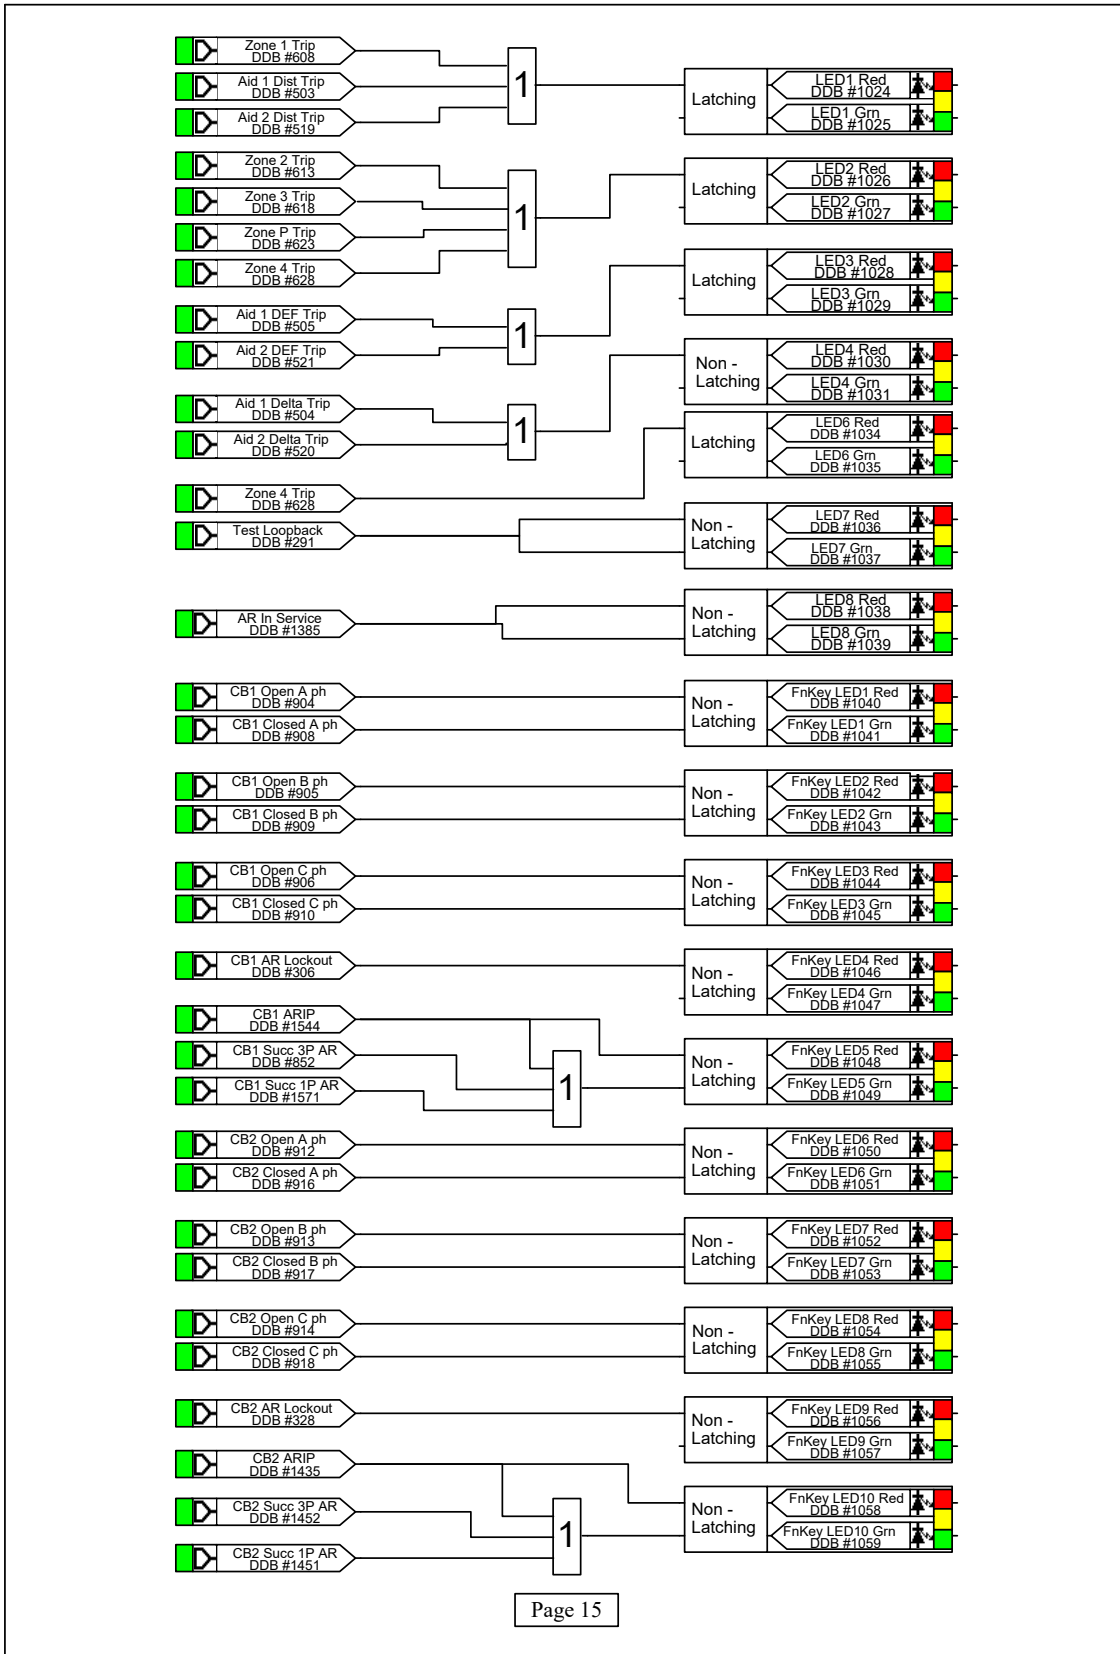 Zone 1 Trip
DDB #608
Aid 1 Dist Trip
DDB #503
Aid 2 Dist Trip
DDB #519
1
Latching
LED1 Red
DDB #1024
LED1 Grn
DDB #1025
Zone 2 Trip
DDB #613
Zone 3 Trip
DDB #618
Zone P Trip
DDB #623
Zone 4 Trip
DDB #628
1
Latching
LED2 Red
DDB #1026
LED2 Grn
DDB #1027
Aid 1 DEF Trip
DDB #505
Aid 2 DEF Trip
DDB #521
1
Latching
LED3 Red
DDB #1028
LED3 Grn
DDB #1029
Aid 1 Delta Trip
DDB #504
Aid 2 Delta Trip
DDB #520
1
Non -
Latching
LED4 Red
DDB #1030
LED4 Grn
DDB #1031
Zone 4 Trip
DDB #628
Latching
LED6 Red
DDB #1034
LED6 Grn
DDB #1035
Test Loopback
DDB #291
Non -
Latching
LED7 Red
DDB #1036
LED7 Grn
DDB #1037
AR In Service
DDB #1385
Non -
Latching
LED8 Red
DDB #1038
LED8 Grn
DDB #1039
CB1 Open A ph
DDB #904
CB1 Closed A ph
DDB #908
Non -
Latching
FnKey LED1 Red
DDB #1040
FnKey LED1 Grn
DDB #1041
CB1 Open B ph
DDB #905
CB1 Closed B ph
DDB #909
Non -
Latching
FnKey LED2 Red
DDB #1042
FnKey LED2 Grn
DDB #1043
CB1 Open C ph
DDB #906
CB1 Closed C ph
DDB #910
Non -
Latching
FnKey LED3 Red
DDB #1044
FnKey LED3 Grn
DDB #1045
CB1 AR Lockout
DDB #306
Non -
Latching
FnKey LED4 Red
DDB #1046
FnKey LED4 Grn
DDB #1047
CB1 ARIP
DDB #1544
CB1 Succ 3P AR
DDB #852
CB1 Succ 1P AR
DDB #1571
1
Non -
Latching
FnKey LED5 Red
DDB #1048
FnKey LED5 Grn
DDB #1049
CB2 Open A ph
DDB #912
CB2 Closed A ph
DDB #916
Non -
Latching
FnKey LED6 Red
DDB #1050
FnKey LED6 Grn
DDB #1051
CB2 Open B ph
DDB #913
CB2 Closed B ph
DDB #917
Non -
Latching
FnKey LED7 Red
DDB #1052
FnKey LED7 Grn
DDB #1053
CB2 Open C ph
DDB #914
CB2 Closed C ph
DDB #918
Non -
Latching
FnKey LED8 Red
DDB #1054
FnKey LED8 Grn
DDB #1055
CB2 AR Lockout
DDB #328
Non -
Latching
FnKey LED9 Red
DDB #1056
FnKey LED9 Grn
DDB #1057
CB2 ARIP
DDB #1435
CB2 Succ 3P AR
DDB #1452
CB2 Succ 1P AR
DDB #1451
1
Non -
Latching
FnKey LED10 Red
DDB #1058
FnKey LED10 Grn
DDB #1059
Page 15